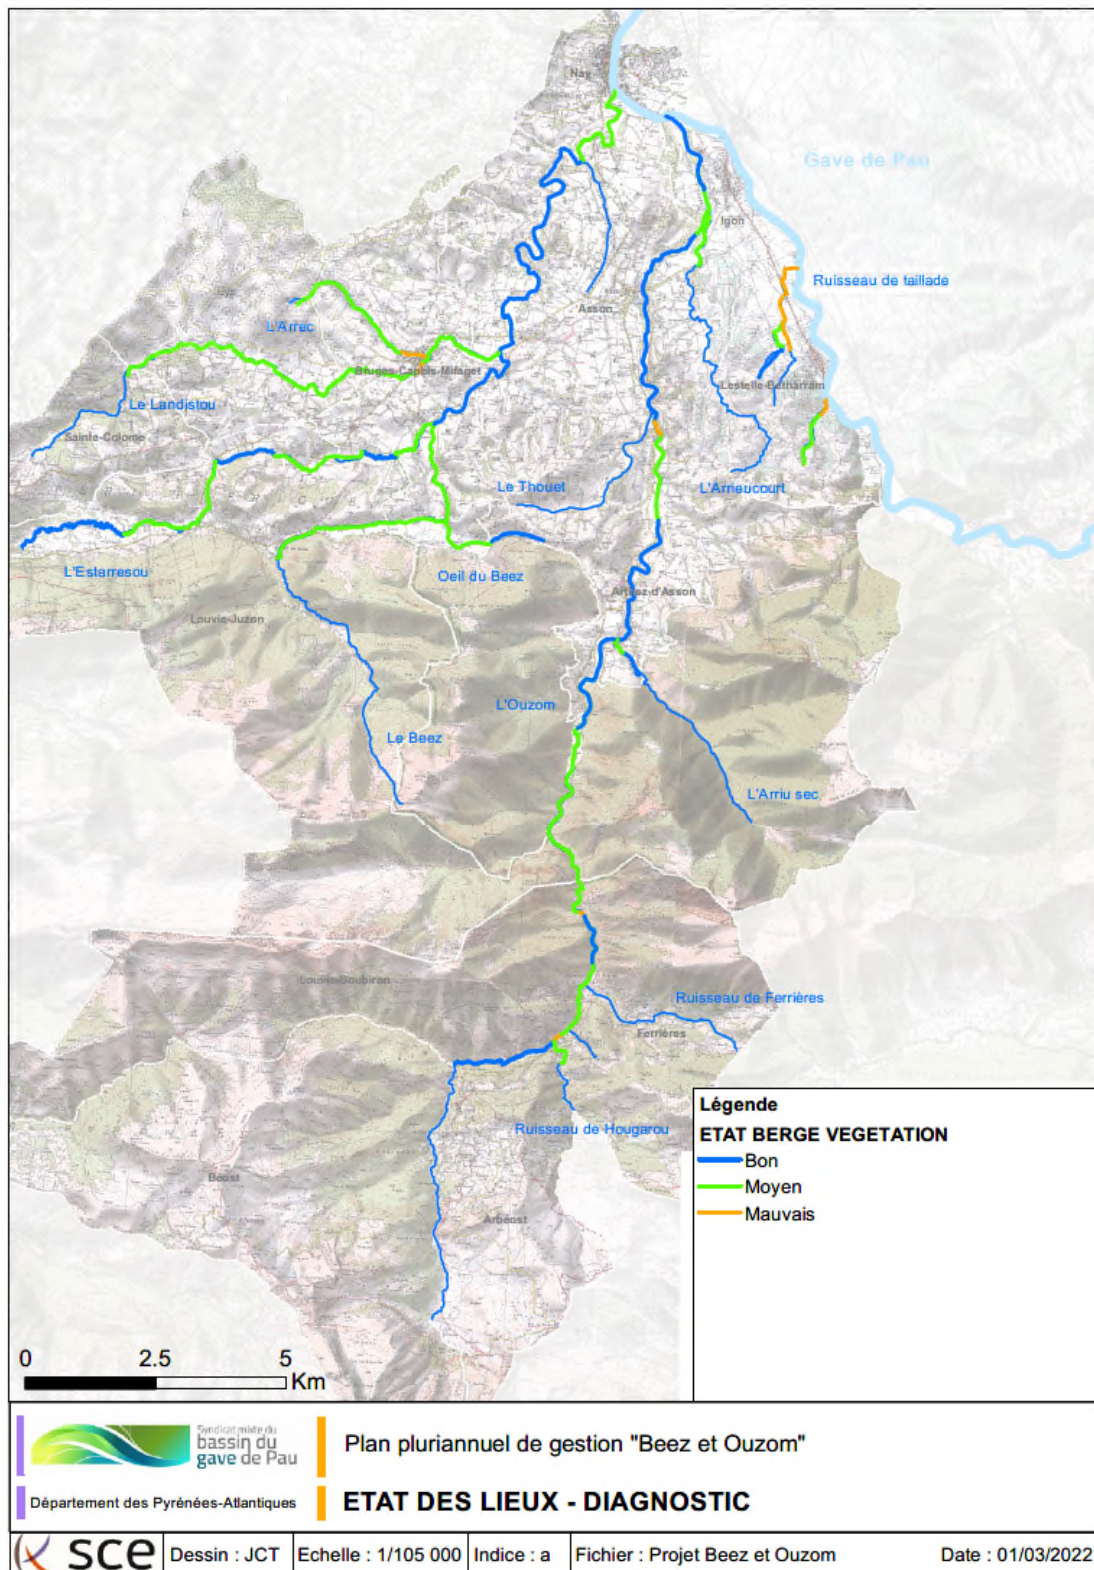 Nay
Gave de Pau
Igon
Ruisseau de taillade
Asson
L'Arrec
Bruges-Capbis-Mifaget
Lestelle-Bétharram
Le Landistou
Sainte-Colome
Le Thouet
L'Arriéucourt
L'Estarresou
Oeil du Beez
Arthez-d'Asson
Louvie-Juzon
L'Ouzom
Le Beez
L'Arriu sec
Louvie-Soubiron
Ruisseau de Ferrières
Ferrières
Ruisseau de Hougarou
Béost
Arbéost
Légende
ETAT BERGE VEGETATION
Bon
Moyen
Mauvais
0 2.5 5
Km
Syndicat mixte du
bassin du
gave de Pau
Département des Pyrénées-Atlantiques
Plan pluriannuel de gestion "Beez et Ouzom"
ETAT DES LIEUX - DIAGNOSTIC
sce
Dessin : JCT
Echelle : 1/105 000
Indice : a
Fichier : Projet Beez et Ouzom
Date : 01/03/2022